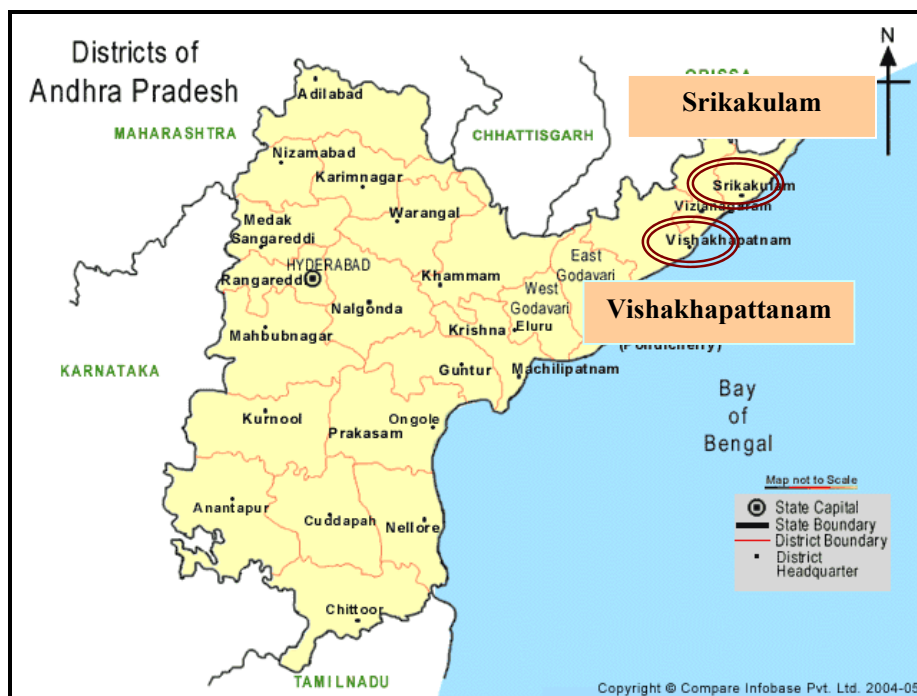 Districts of
Andhra Pradesh
N
ORISSA
Srikakulam
Adilabad
MAHARASHTRA
CHHATTISGARH
Nizamabad
Karimnagar
Srikakulam
Warangal
Vizianagaram
Medak
Sangareddi
Vishakhapatnam
HYDERABAD
East
Godavari
Rangareddi
Khammam
West
Godavari
Nalgonda
Vishakhapattanam
Mahbubnagar
Krishna
Eluru
(Pondicherry)
KARNATAKA
Guntur
Machilipatnam
Bay
of
Bengal
Kurnool
Ongole
Prakasam
Map not to Scale
Anantapur
Cuddapah
Nellore
State Capital
State Boundary
District Boundary
District
Headquarter
Chittoor
TAMILNADU
Copyright © Compare Infobase Pvt. Ltd. 2004-05